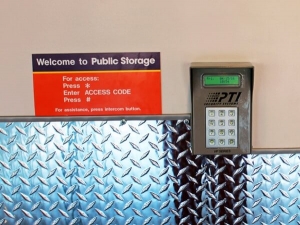 Welcome to Public Storage
For access:
Press *
Enter ACCESS CODE
Press #
For assistance, press intercom button.
PTI